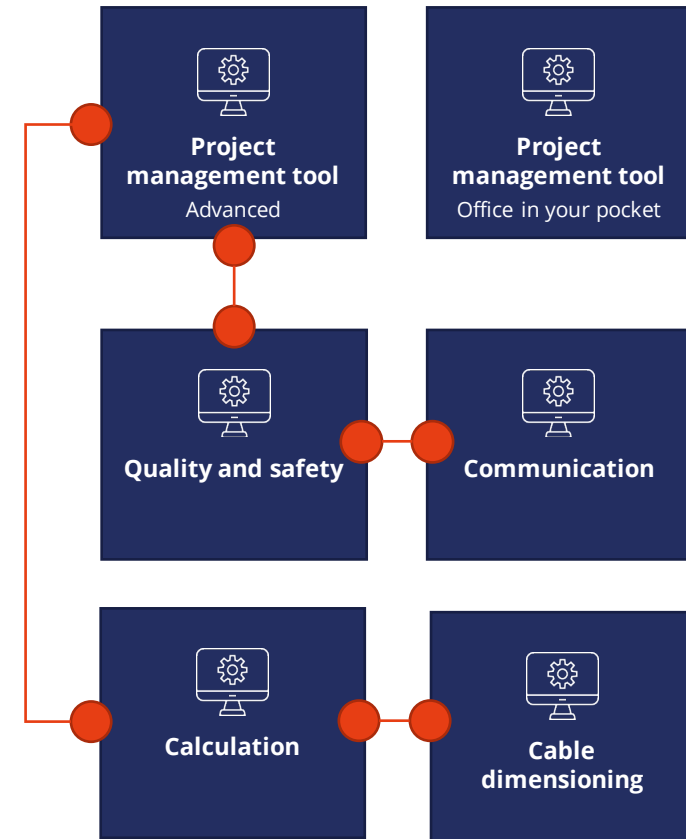 Project
management tool
Advanced
Project
management tool
Office in your pocket
Quality and safety
Communication
Calculation
Cable
dimensioning